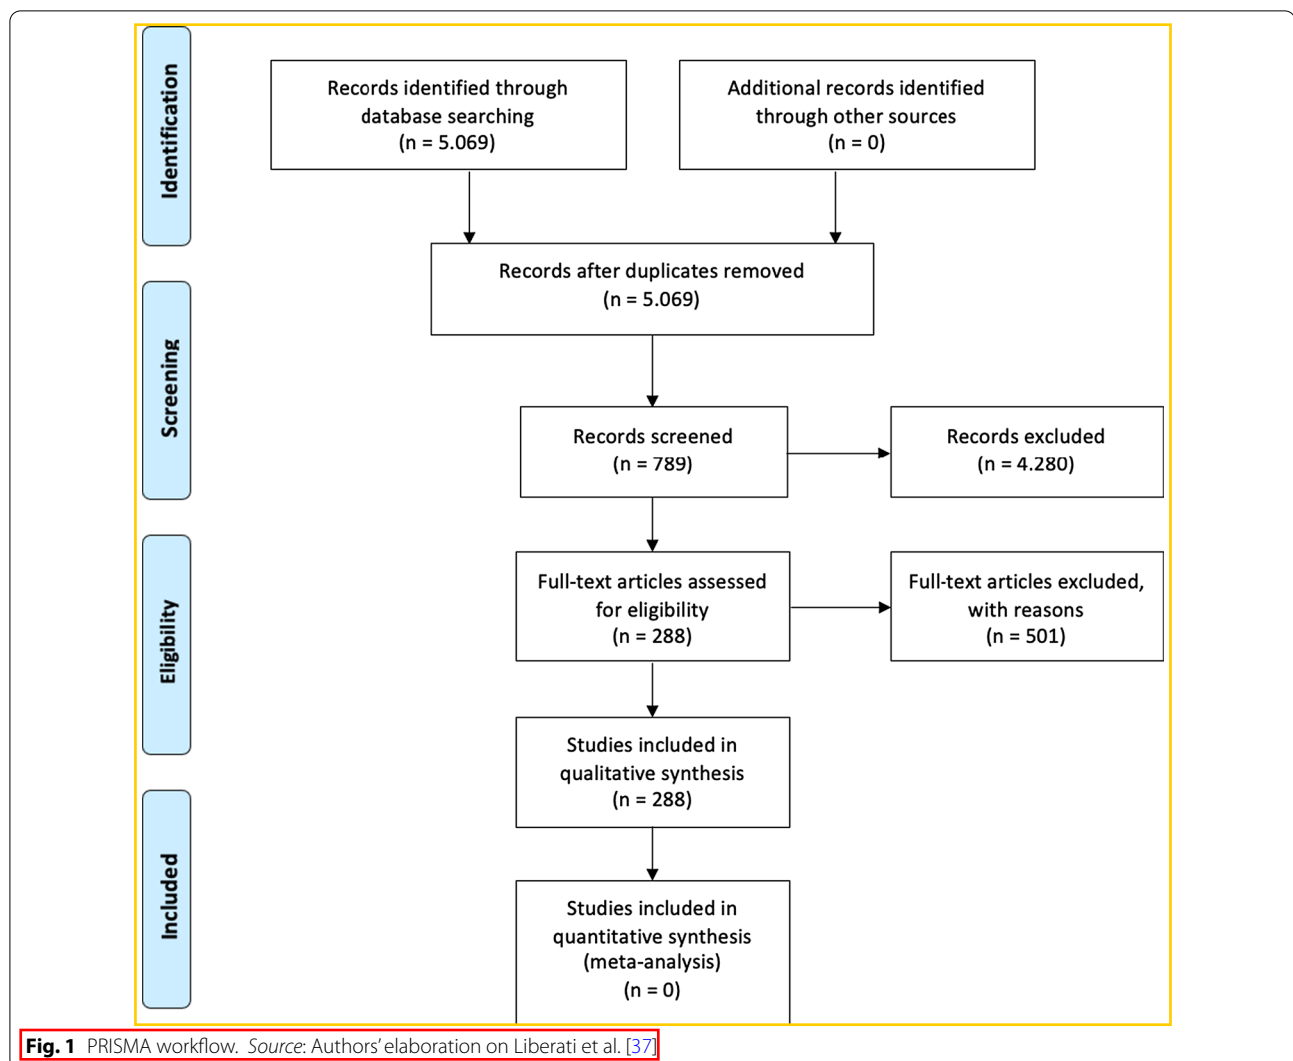 Identification
Records identified through
database searching
(n = 5.069)
Additional records identified
through other sources
(n = 0)
Records after duplicates removed
(n = 5.069)
Screening
Records screened
(n = 789)
Records excluded
(n = 4.280)
Eligibility
Full-text articles assessed
for eligibility
(n = 288)
Full-text articles excluded,
with reasons
(n = 501)
Studies included in
qualitative synthesis
(n = 288)
Included
Studies included in
quantitative synthesis
(meta-analysis)
(n = 0)
Fig. 1 PRISMA workflow. Source: Authors' elaboration on Liberati et al. [37]